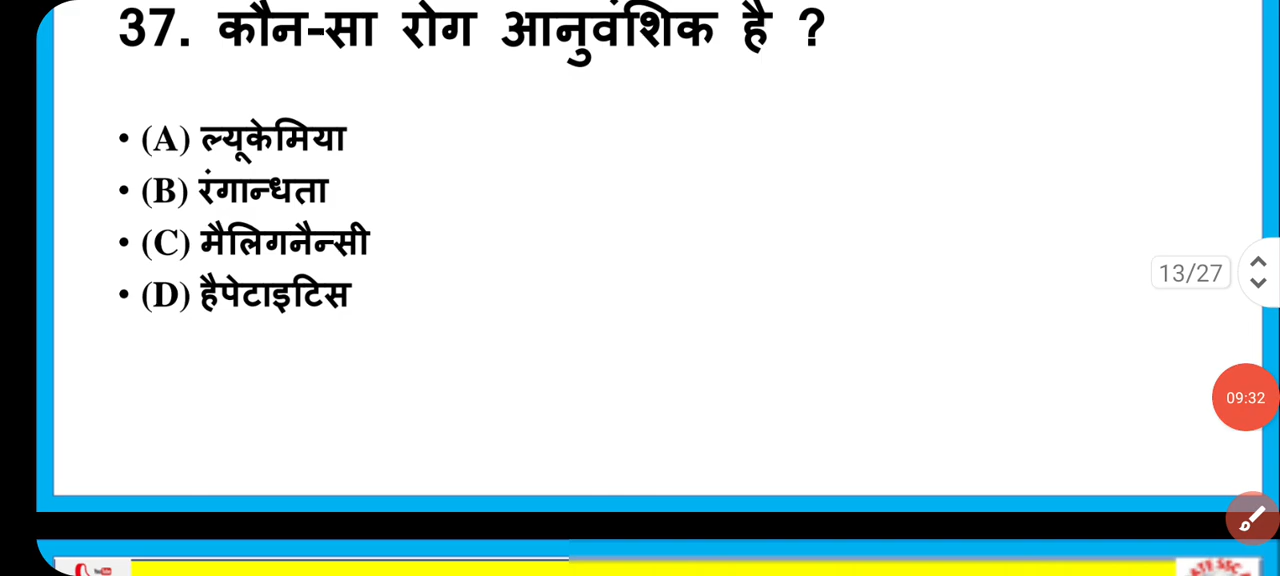 37. कौन-सा रोग आनुवंशिक है ?
• (A) ल्यूकेमिया
• (B) रंगान्धता
• (C) मैलिगनैन्सी
• (D) हैपेटाइटिस
13/27
09:32